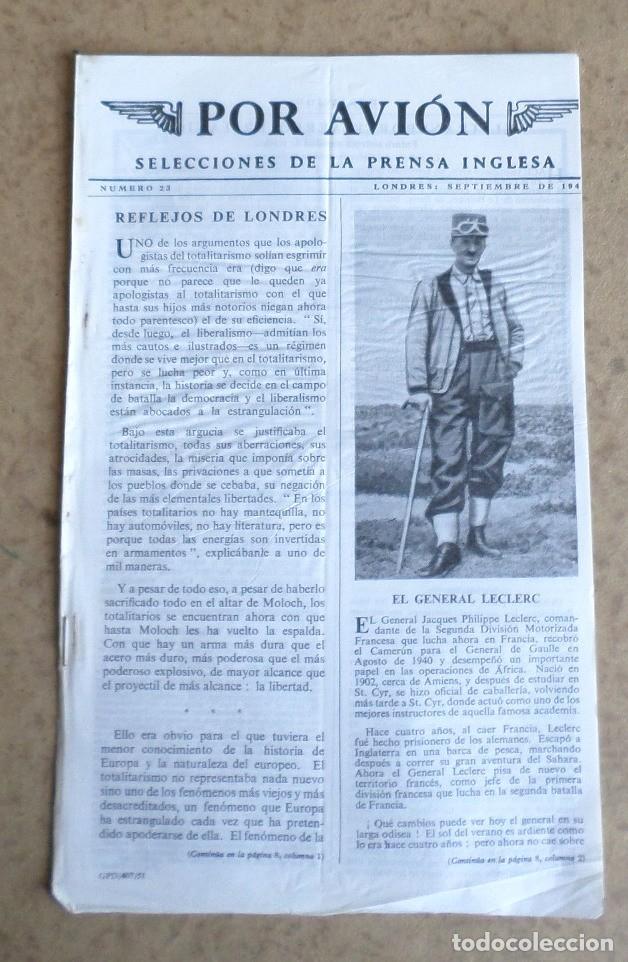 POR AVIÓN
SELECCIONES DE LA PRENSA INGLESA
NUMERO 23
LONDRES: SEPTIEMBRE DE 194
REFLEJOS DE LONDRES
UNO de los argumentos que los apolo-
gistas del totalitarismo solían esgrimir
con más frecuencia era (digo que era
porque no parece que le queden ya
apologistas al totalitarismo con el que
hasta sus hijos más notorios niegan ahora
todo parentesco) el de su eficiencia. " Sí,
desde luego, el liberalismo—admitían los
más cautos e ilustrados—es un régimen
donde se vive mejor que en el totalitarismo,
pero se lucha peor y, como en última
instancia, la historia se decide en el campo
de batalla la democracia y el liberalismo
están abocados a la estrangulación ".
Bajo esta argucia se justificaba el
totalitarismo, todas sus aberraciones, sus
atrocidades, la miseria que imponía sobre
las masas, las privaciones a que sometía a
los pueblos donde se cebaba, su negación
de las más elementales libertades. " En los
países totalitarios no hay mantequilla, no
hay automóviles, no hay literatura, pero es
porque todas las energías son invertidas
en armamentos ", explicábanle a uno de
mil maneras.
Y a pesar de todo eso, a pesar de haberlo
sacrificado todo en el altar de Moloch, los
totalitarios se encuentran ahora con que
hasta Moloch les ha vuelto la espalda.
Con que hay un arma más dura que el
acero más duro, más poderosa que el más
poderoso explosivo, de mayor alcance que
el proyectil de más alcance : la libertad.
* * *
Ello era obvio para el que tuviera el
menor conocimiento de la historia de
Europa y la naturaleza del europeo. El
totalitarismo no representaba nada nuevo
sino uno de los fenómenos más viejos y más
desacreditados, un fenómeno que Europa
ha estrangulado cada vez que ha preten-
dido apoderarse de ella. El fenómeno de la
(Continúa en la página 8, columna 1)
GPD/407/51
EL GENERAL LECLERC
EL General Jacques Philippe Leclerc, coman-
dante de la Segunda División Motorizada
Francesa que lucha ahora en Francia, recobró
el Camerún para el General de Gaulle en
Agosto de 1940 y desempeñó un importante
papel en las operaciones de África. Nació en
1902, cerca de Amiens, y después de estudiar en
St. Cyr, se hizo oficial de caballería, volviendo
más tarde a St. Cyr, donde actuó como uno de los
mejores instructores de aquella famosa academia.
Hace cuatro años, al caer Francia, Leclerc
fué hecho prisionero de los alemanes. Escapó a
Inglaterra en una barca de pesca, marchando
después a correr su gran aventura del Sahara.
Ahora el General Leclerc pisa de nuevo el
territorio francés, como jefe de la primera
división francesa que lucha en la segunda batalla
de Francia.
¡ Qué cambios puede ver hoy el general en su
larga odisea ! El sol del verano es ardiente como
lo era hace cuatro años ; pero ahora no cae sobre
(Continúa en la página 8, columna 2)
todocoleccion